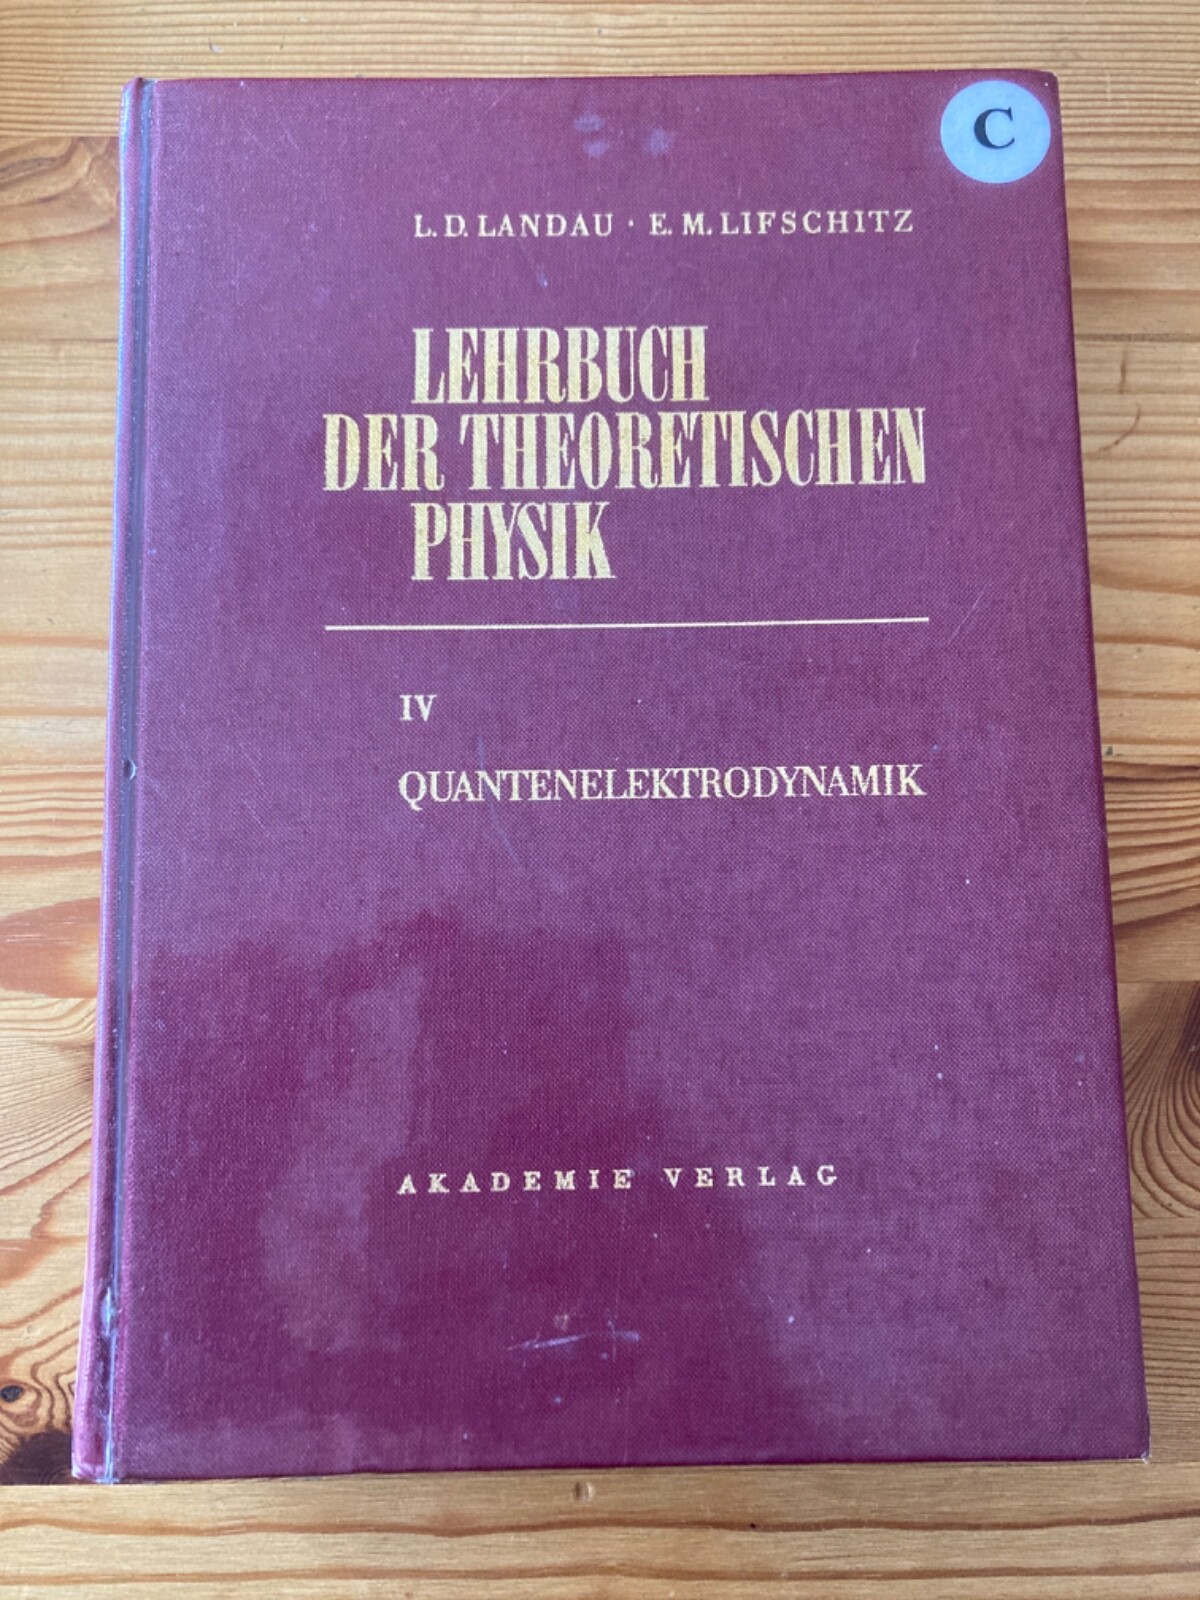 C
L. D. LANDAU · E. M. LIFSCHITZ
LEHRBUCH
DER THEORETISCHEN
PHYSIK
IV
QUANTENELEKTRODYNAMIK
AKADEMIE VERLAG